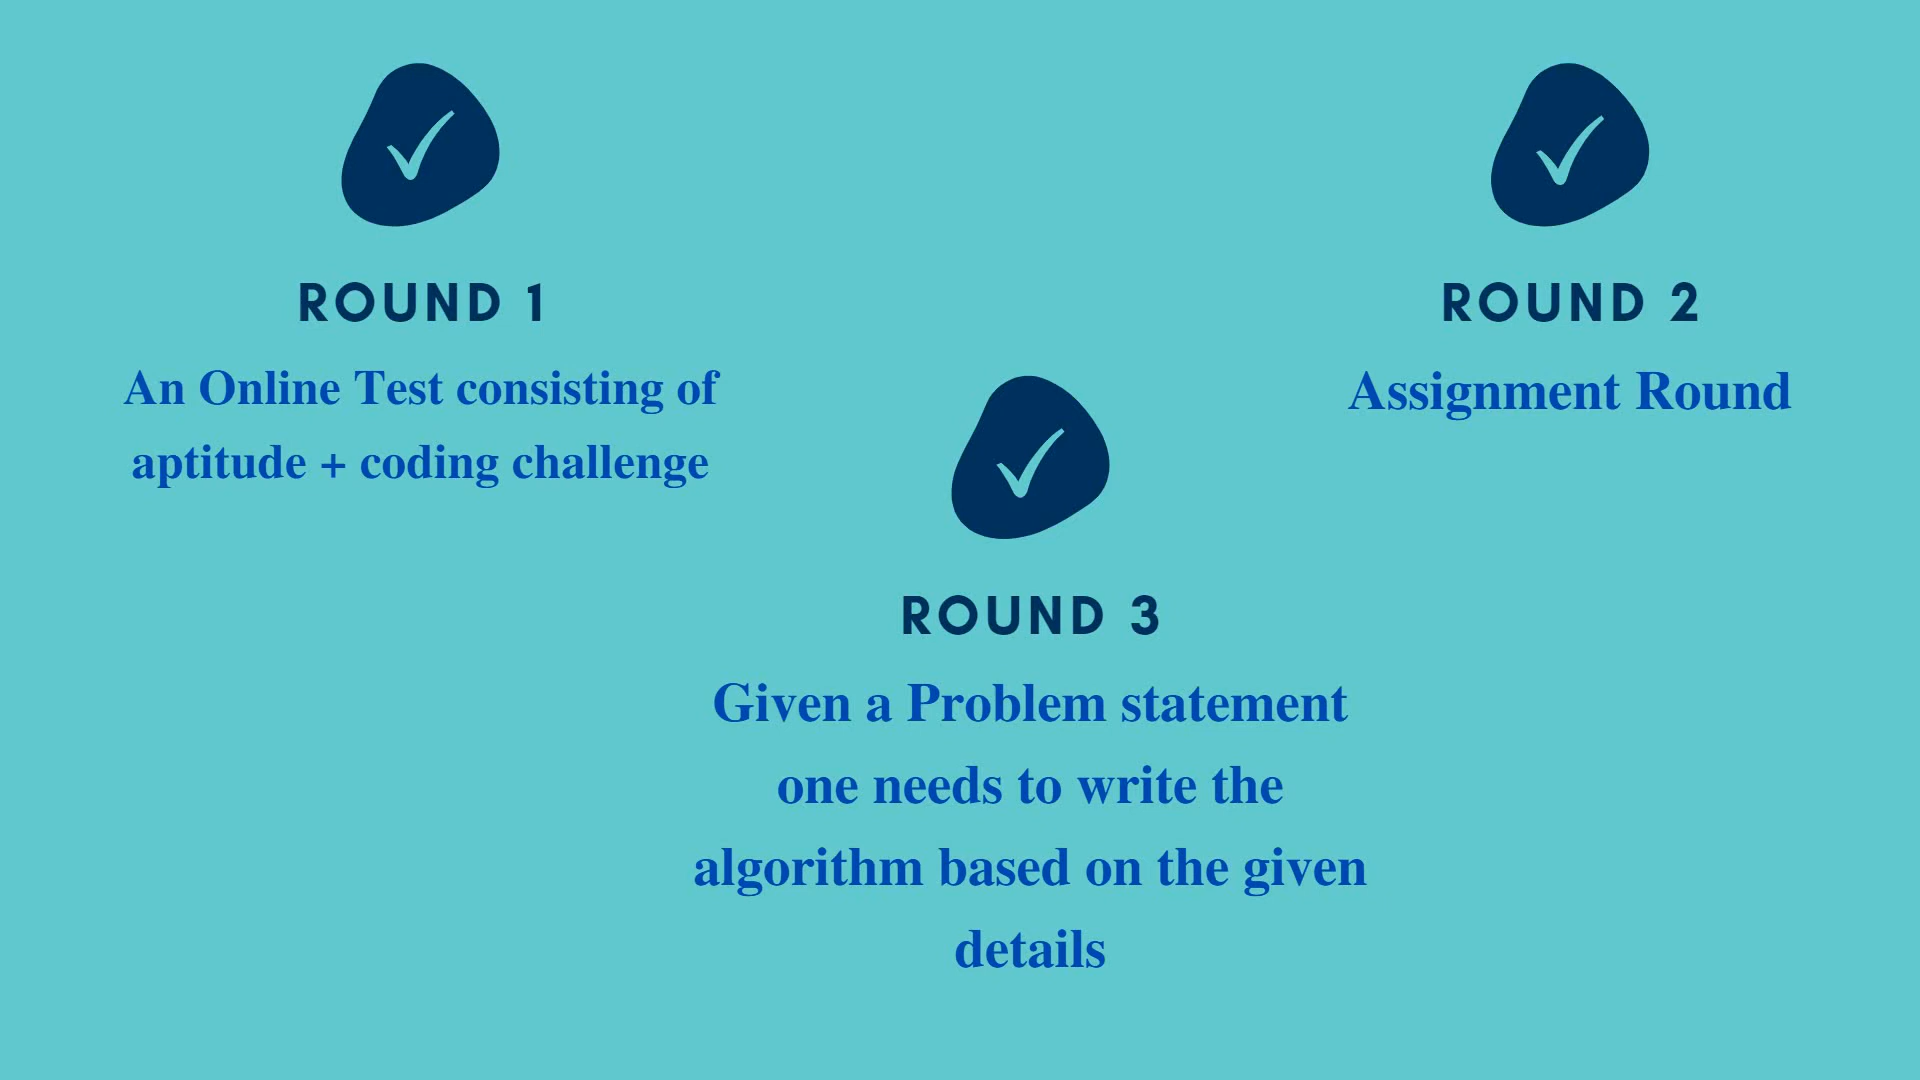 ROUND 1
An Online Test consisting of
aptitude + coding challenge
ROUND 2
Assignment Round
ROUND 3
Given a Problem statement
one needs to write the
algorithm based on the given
details